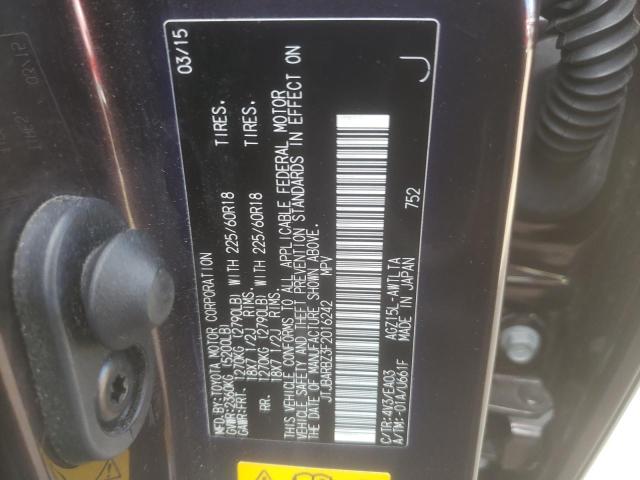 MFD.BY:TOYOTA MOTOR CORPORATION 03/15
GVWR:2360KG (5200LB)
GAWR:FRT. 1270KG (2790LB) WITH 225/60R18 TIRES.
18X7 1/2J RIMS.
RR. 1270KG (2790LB) WITH 225/60R18 TIRES.
18X7 1/2J RIMS.
THIS VEHICLE CONFORMS TO ALL APPLICABLE FEDERAL MOTOR
VEHICLE SAFETY AND THEFT PREVENTION STANDARDS IN EFFECT ON
THE DATE OF MANUFACTURE SHOWN ABOVE.
JTJBARBZ3F2016242 MPV
C/TR:4V3/EA03 AGZ15L-AWTLTA 752
A/TM:-01A/U661F MADE IN JAPAN
J